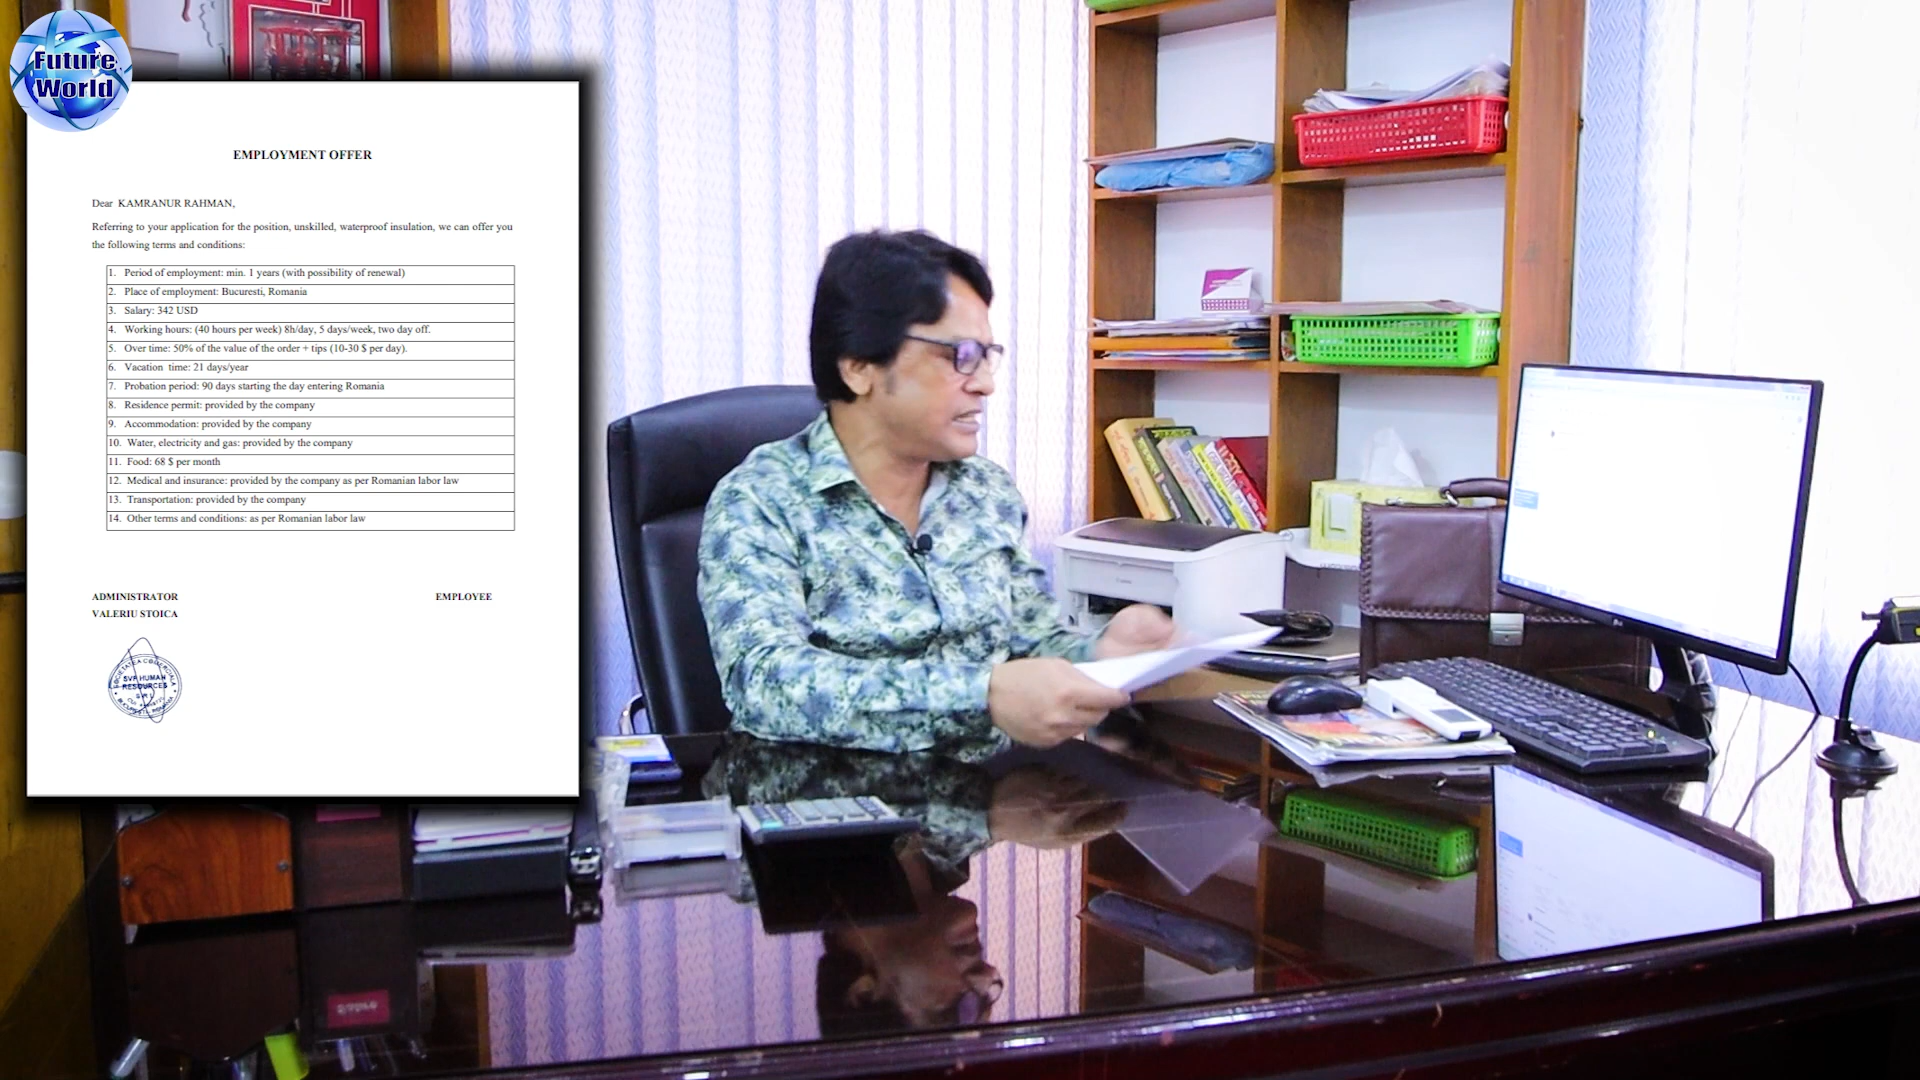 Future
World
EMPLOYMENT OFFER
Dear KAMRANUR RAHMAN,
Referring to your application for the position, unskilled, waterproof insulation, we can offer you
the following terms and conditions:
1. Period of employment: min. 1 years (with possibility of renewal)
2. Place of employment: Bucuresti, Romania
3. Salary: 342 USD
4. Working hours: (40 hours per week) 8h/day, 5 days/week, two day off.
5. Over time: 50% of the value of the order + tips (10-30 $ per day).
6. Vacation time: 21 days/year
7. Probation period: 90 days starting the day entering Romania
8. Residence permit: provided by the company
9. Accommodation: provided by the company
10. Water, electricity and gas: provided by the company
11. Food: 68 $ per month
12. Medical and insurance: provided by the company as per Romanian labor law
13. Transportation: provided by the company
14. Other terms and conditions: as per Romanian labor law
ADMINISTRATOR EMPLOYEE
VALERIU STOICA
SOCIETATEA COMERCIALA
SVP HUMAN
RESOURCES